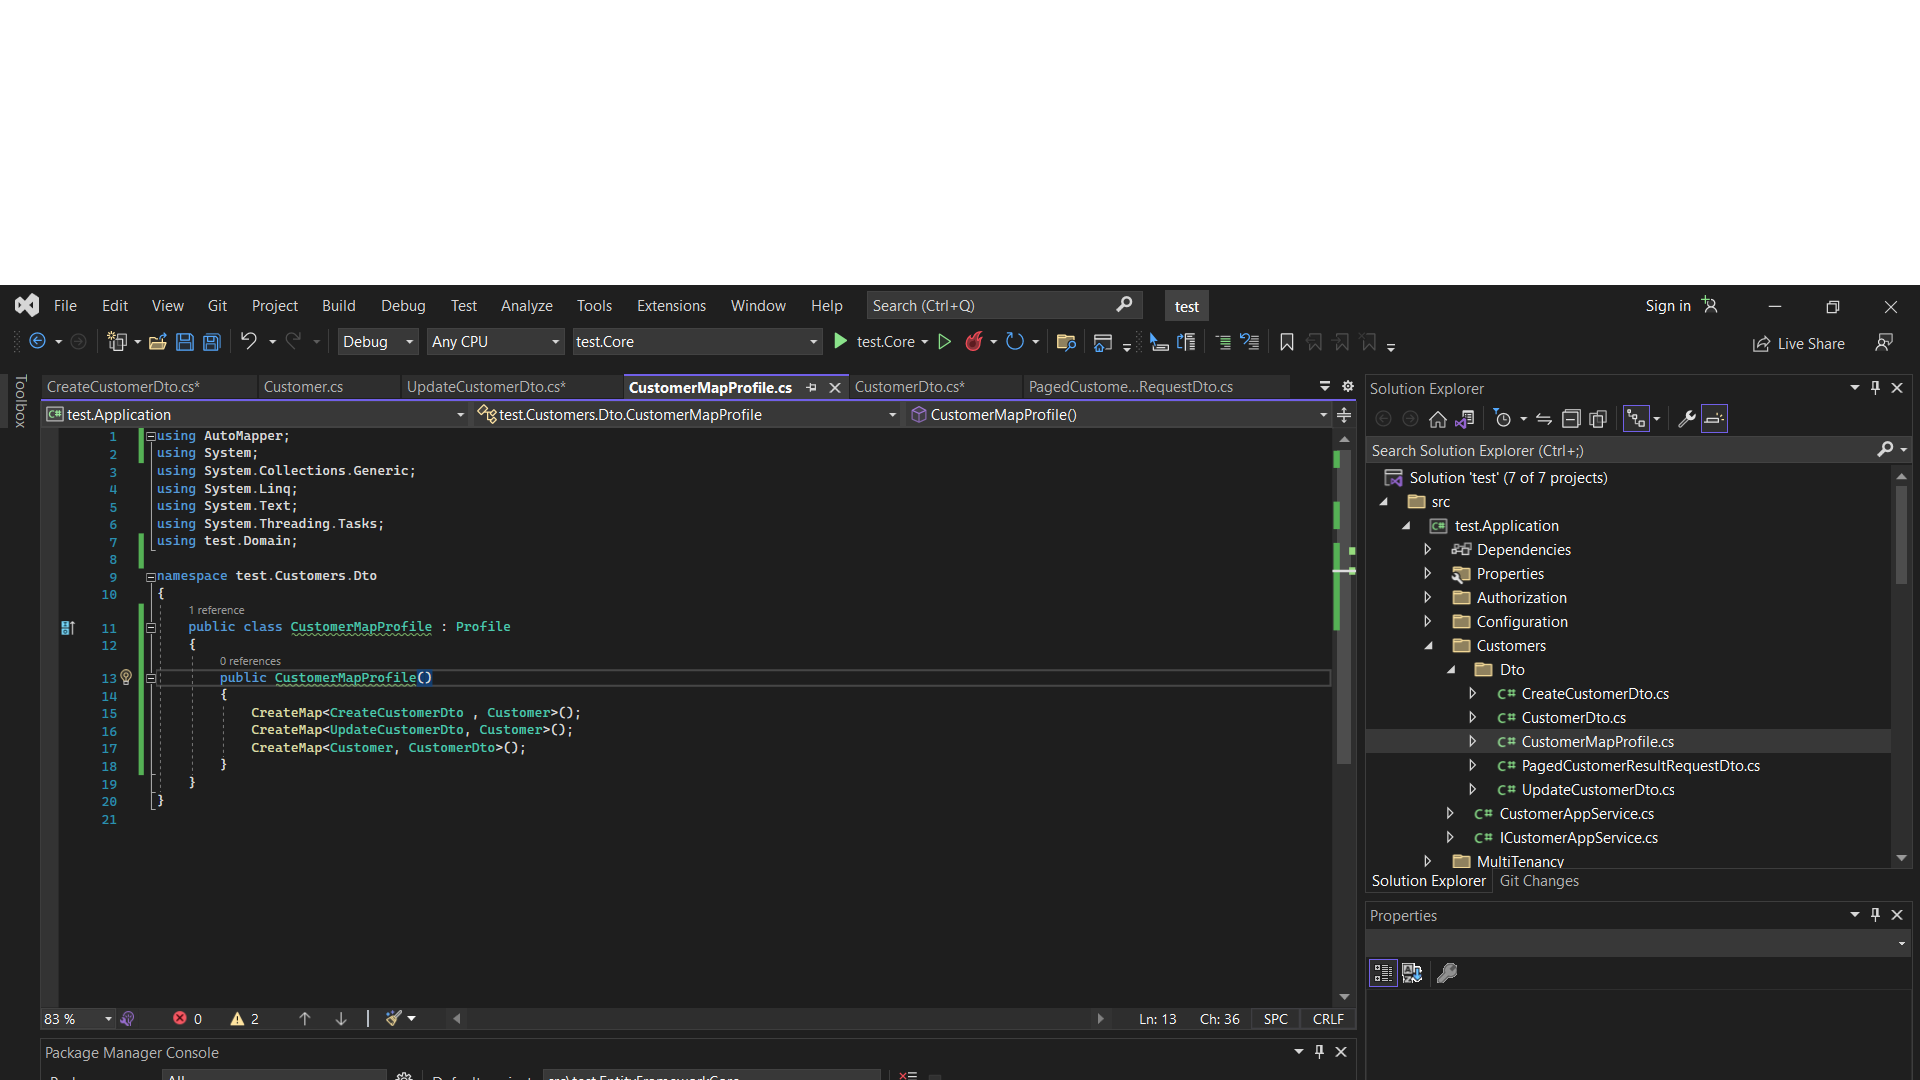 File Edit View Git Project Build Debug Test Analyze Tools Extensions Window Help Search (Ctrl+Q) test Sign in
Debug Any CPU test.Core test.Core Live Share
Toolbox
CreateCustomerDto.cs* Customer.cs UpdateCustomerDto.cs* CustomerMapProfile.cs CustomerDto.cs* PagedCustome...RequestDto.cs
test.Application test.Customers.Dto.CustomerMapProfile CustomerMapProfile()
1 using AutoMapper;
2 using System;
3 using System.Collections.Generic;
4 using System.Linq;
5 using System.Text;
6 using System.Threading.Tasks;
7 using test.Domain;
8
9 namespace test.Customers.Dto
10 {
1 reference
11 public class CustomerMapProfile : Profile
12 {
0 references
13 public CustomerMapProfile()
14 {
15 CreateMap<CreateCustomerDto , Customer>();
16 CreateMap<UpdateCustomerDto, Customer>();
17 CreateMap<Customer, CustomerDto>();
18 }
19 }
20 }
21
83 % 0 2 Ln: 13 Ch: 36 SPC CRLF
Package Manager Console
All
Solution Explorer
Search Solution Explorer (Ctrl+;)
Solution 'test' (7 of 7 projects)
src
C# test.Application
Dependencies
Properties
Authorization
Configuration
Customers
Dto
C# CreateCustomerDto.cs
C# CustomerDto.cs
C# CustomerMapProfile.cs
C# PagedCustomerResultRequestDto.cs
C# UpdateCustomerDto.cs
C# CustomerAppService.cs
C# ICustomerAppService.cs
MultiTenancy
Solution Explorer Git Changes
Properties